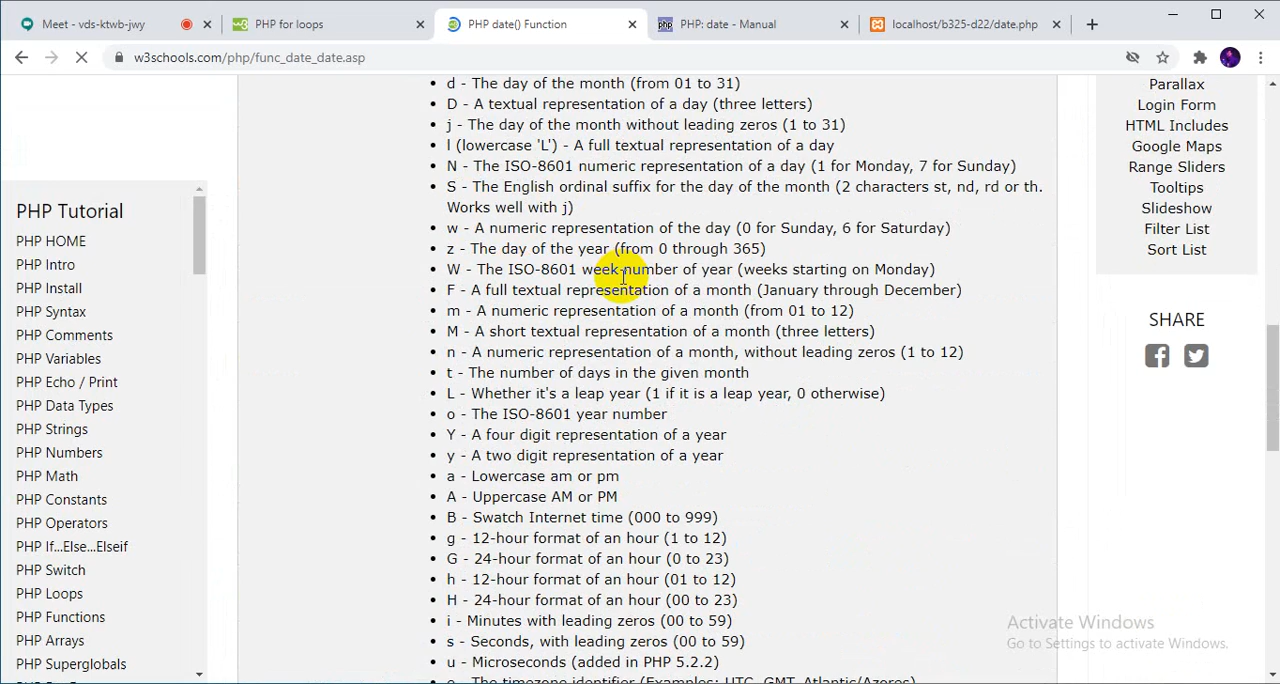 Meet - vds-ktwb-jwy
PHP for loops
PHP date() Function
php PHP: date - Manual
localhost/b325-d22/date.php
w3schools.com/php/func_date_date.asp
d - The day of the month (from 01 to 31)
D - A textual representation of a day (three letters)
j - The day of the month without leading zeros (1 to 31)
l (lowercase 'L') - A full textual representation of a day
N - The ISO-8601 numeric representation of a day (1 for Monday, 7 for Sunday)
S - The English ordinal suffix for the day of the month (2 characters st, nd, rd or th.
Works well with j)
w - A numeric representation of the day (0 for Sunday, 6 for Saturday)
z - The day of the year (from 0 through 365)
W - The ISO-8601 week number of year (weeks starting on Monday)
F - A full textual representation of a month (January through December)
m - A numeric representation of a month (from 01 to 12)
M - A short textual representation of a month (three letters)
n - A numeric representation of a month, without leading zeros (1 to 12)
t - The number of days in the given month
L - Whether it's a leap year (1 if it is a leap year, 0 otherwise)
o - The ISO-8601 year number
Y - A four digit representation of a year
y - A two digit representation of a year
a - Lowercase am or pm
A - Uppercase AM or PM
B - Swatch Internet time (000 to 999)
g - 12-hour format of an hour (1 to 12)
G - 24-hour format of an hour (0 to 23)
h - 12-hour format of an hour (01 to 12)
H - 24-hour format of an hour (00 to 23)
i - Minutes with leading zeros (00 to 59)
s - Seconds, with leading zeros (00 to 59)
u - Microseconds (added in PHP 5.2.2)
e - The timezone identifier (Examples: UTC, GMT, Atlantic/Azores)
PHP Tutorial
PHP HOME
PHP Intro
PHP Install
PHP Syntax
PHP Comments
PHP Variables
PHP Echo / Print
PHP Data Types
PHP Strings
PHP Numbers
PHP Math
PHP Constants
PHP Operators
PHP If...Else...Elseif
PHP Switch
PHP Loops
PHP Functions
PHP Arrays
PHP Superglobals
Parallax
Login Form
HTML Includes
Google Maps
Range Sliders
Tooltips
Slideshow
Filter List
Sort List
SHARE
Activate Windows
Go to Settings to activate Windows.